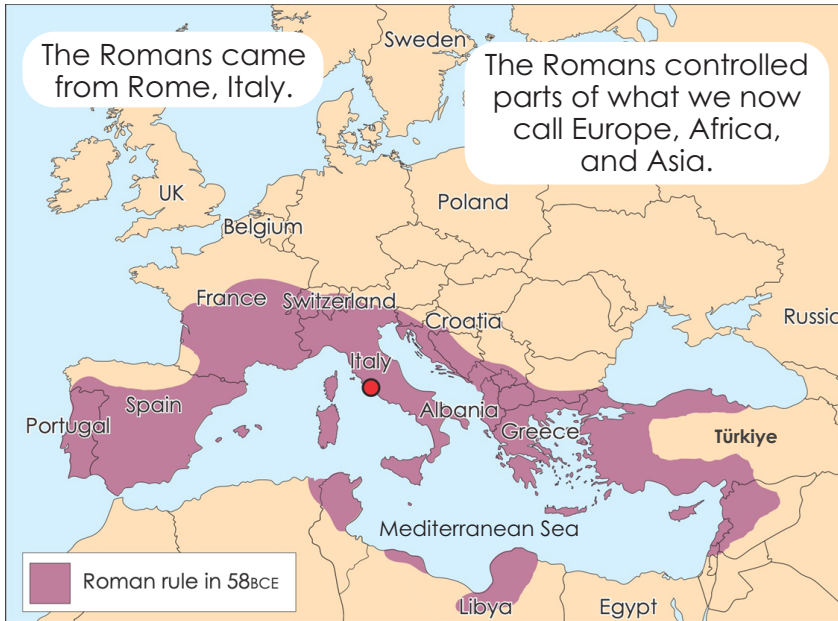 The Romans came
from Rome, Italy.
The Romans controlled
parts of what we now
call Europe, Africa,
and Asia.
Sweden
UK
Poland
Belgium
France
Switzerland
Croatia
Russia
Italy
Spain
Portugal
Albania
Greece
Türkiye
Mediterranean Sea
Roman rule in 58BCE
Libya
Egypt